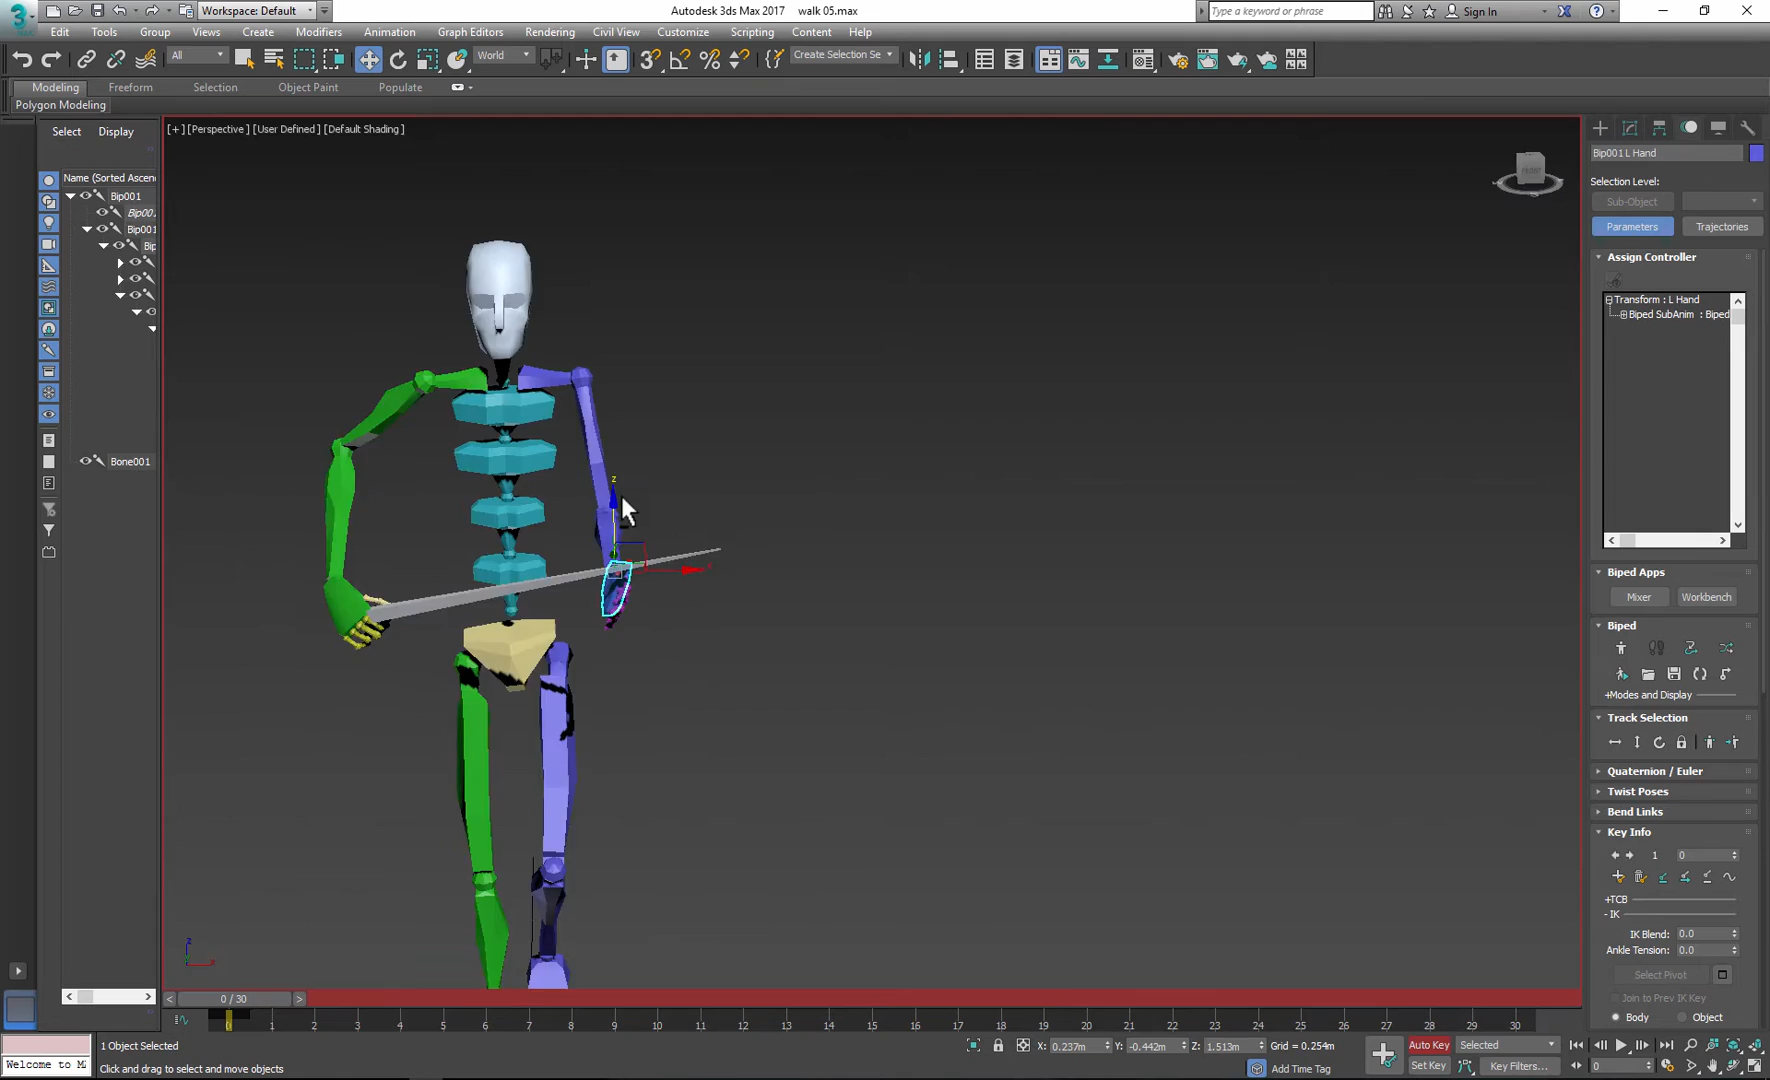 Workspace: Default
Autodesk 3ds Max 2017    walk 05.max
Type a keyword or phrase
Sign In
Edit Tools Group Views Create Modifiers Animation Graph Editors Rendering Civil View Customize Scripting Content Help
All
World
Create Selection Se
Modeling Freeform Selection Object Paint Populate
Polygon Modeling
Select Display
Name (Sorted Ascen
Bip001
Bip00
Bip001
Bip
Bone001
[+] [Perspective] [User Defined] [Default Shading]
FRONT
z
x
Bip001 L Hand
Selection Level:
Sub-Object
Parameters Trajectories
Assign Controller
Transform : L Hand
Biped SubAnim : Biped
Biped Apps
Mixer Workbench
Biped
+Modes and Display
Track Selection
Quaternion / Euler
Twist Poses
Bend Links
Key Info
1 0
+TCB
- IK
IK Blend: 0.0
Ankle Tension: 0.0
Select Pivot
Join to Prev IK Key
Body Object
z
x
< 0 / 30 >
0 1 2 3 4 5 6 7 8 9 10 11 12 13 14 15 16 17 18 19 20 21 22 23 24 25 26 27 28 29 30
1 Object Selected
X: 0.237m Y: -0.442m Z: 1.513m Grid = 0.254m
Auto Key Selected
Welcome to M
Click and drag to select and move objects
Add Time Tag
Set Key Key Filters...
0